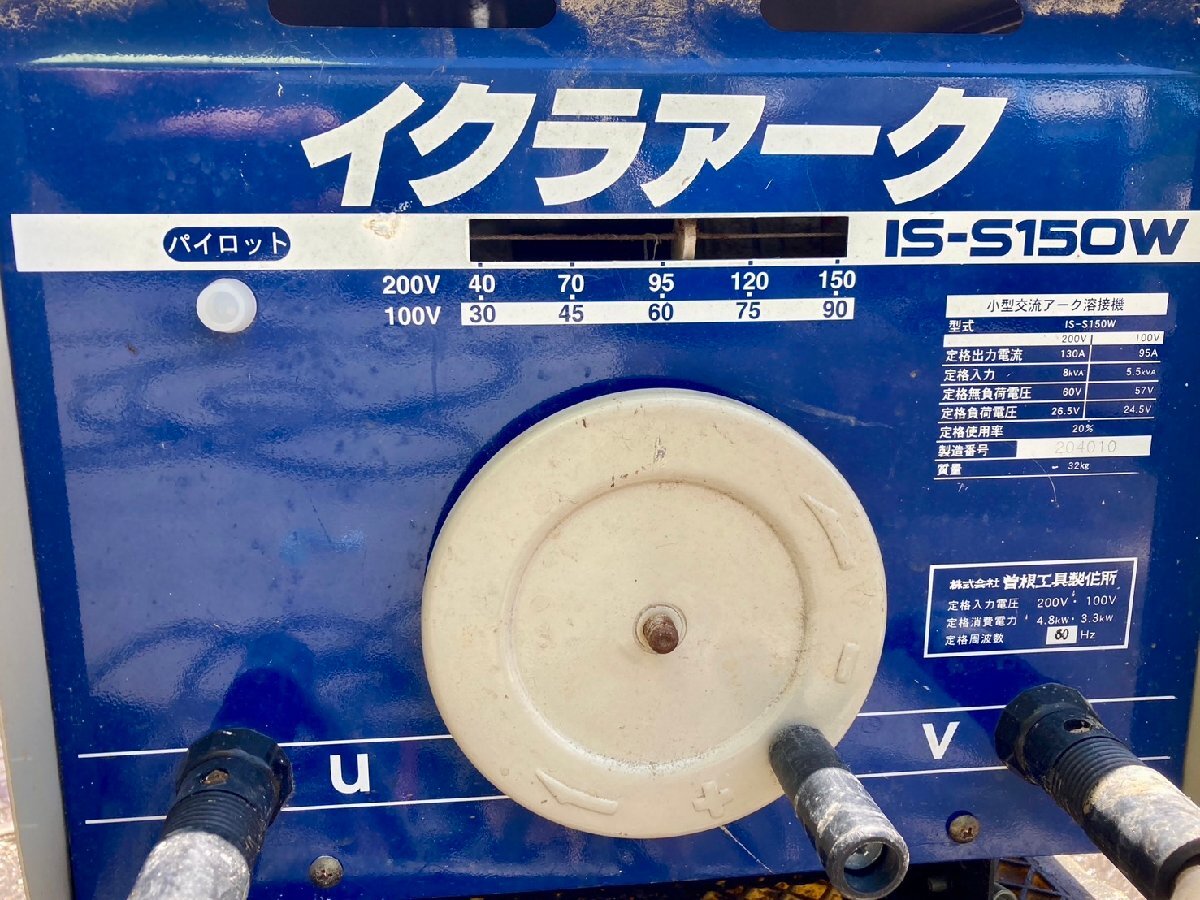 イクラアーク
パイロット
IS-S150W
200V 40 70 95 120 150
100V 30 45 60 75 90
小型交流アーク溶接機
型式 IS-S150W
200V 100V
定格出力電流 130A 95A
定格入力 8kVA 5.5kVA
定格無負荷電圧 60V 57V
定格負荷電圧 26.5V 24.5V
定格使用率 20%
製造番号 204010
質量 32kg
株式会社 曽根工具製作所
定格入力電圧 200V・100V
定格消費電力 4.8kW・3.3kW
定格周波数 60 Hz
－
＋
u
v